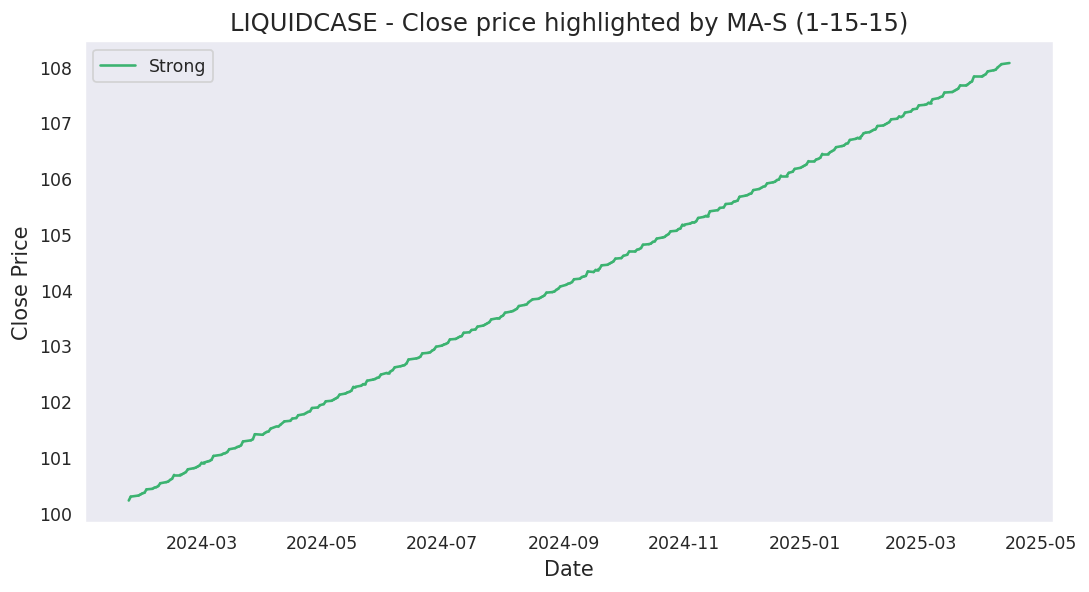 LIQUIDCASE - Close price highlighted by MA-S (1-15-15)
Strong
Close Price
108
107
106
105
104
103
102
101
100
2024-03 2024-05 2024-07 2024-09 2024-11 2025-01 2025-03 2025-05
Date